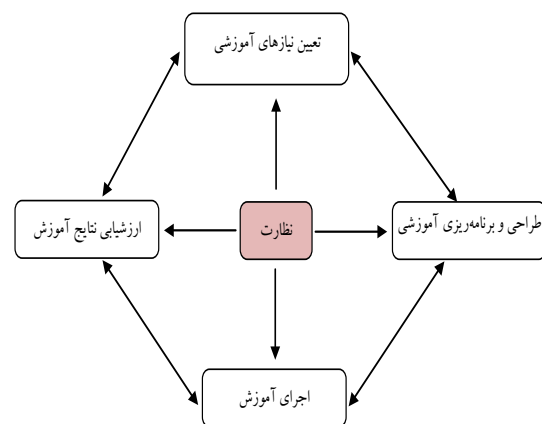 تعیین نیازهای آموزشی
طراحی و برنامه‌ریزی آموزشی
نظارت
ارزشیابی نتایج آموزش
اجرای آموزش